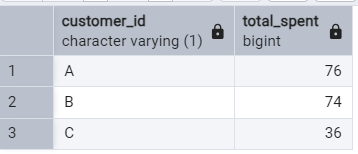 customer_id total_spent
character varying (1) bigint
1 A 76
2 B 74
3 C 36